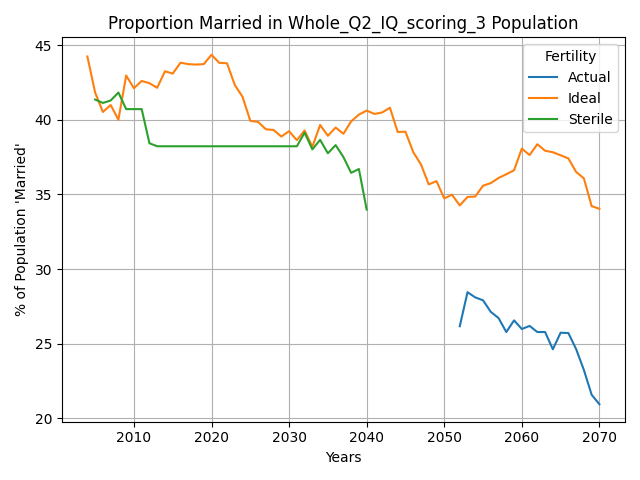 Proportion Married in Whole_Q2_IQ_scoring_3 Population
% of Population 'Married'
45
40
35
30
25
20
Fertility
Actual
Ideal
Sterile
2010
2020
2030
2040
2050
2060
2070
Years